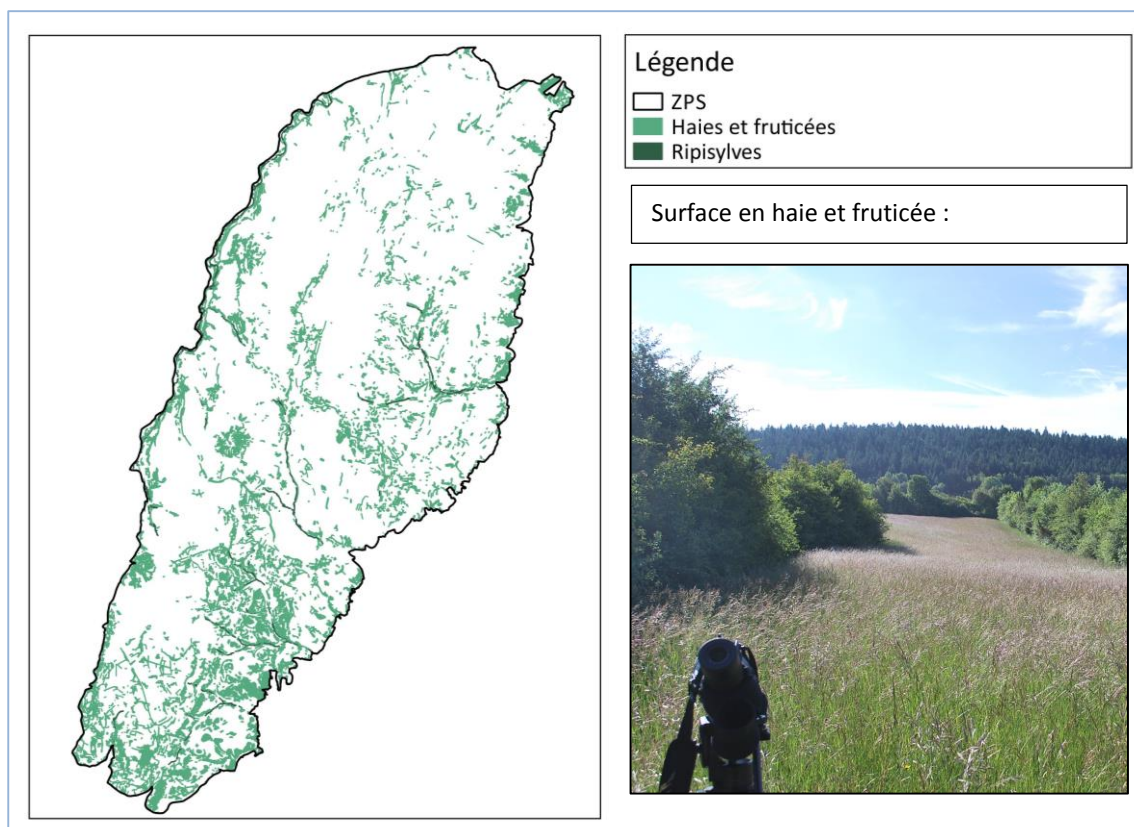 Légende
ZPS
Haies et fruticées
Ripisylves
Surface en haie et fruticée :